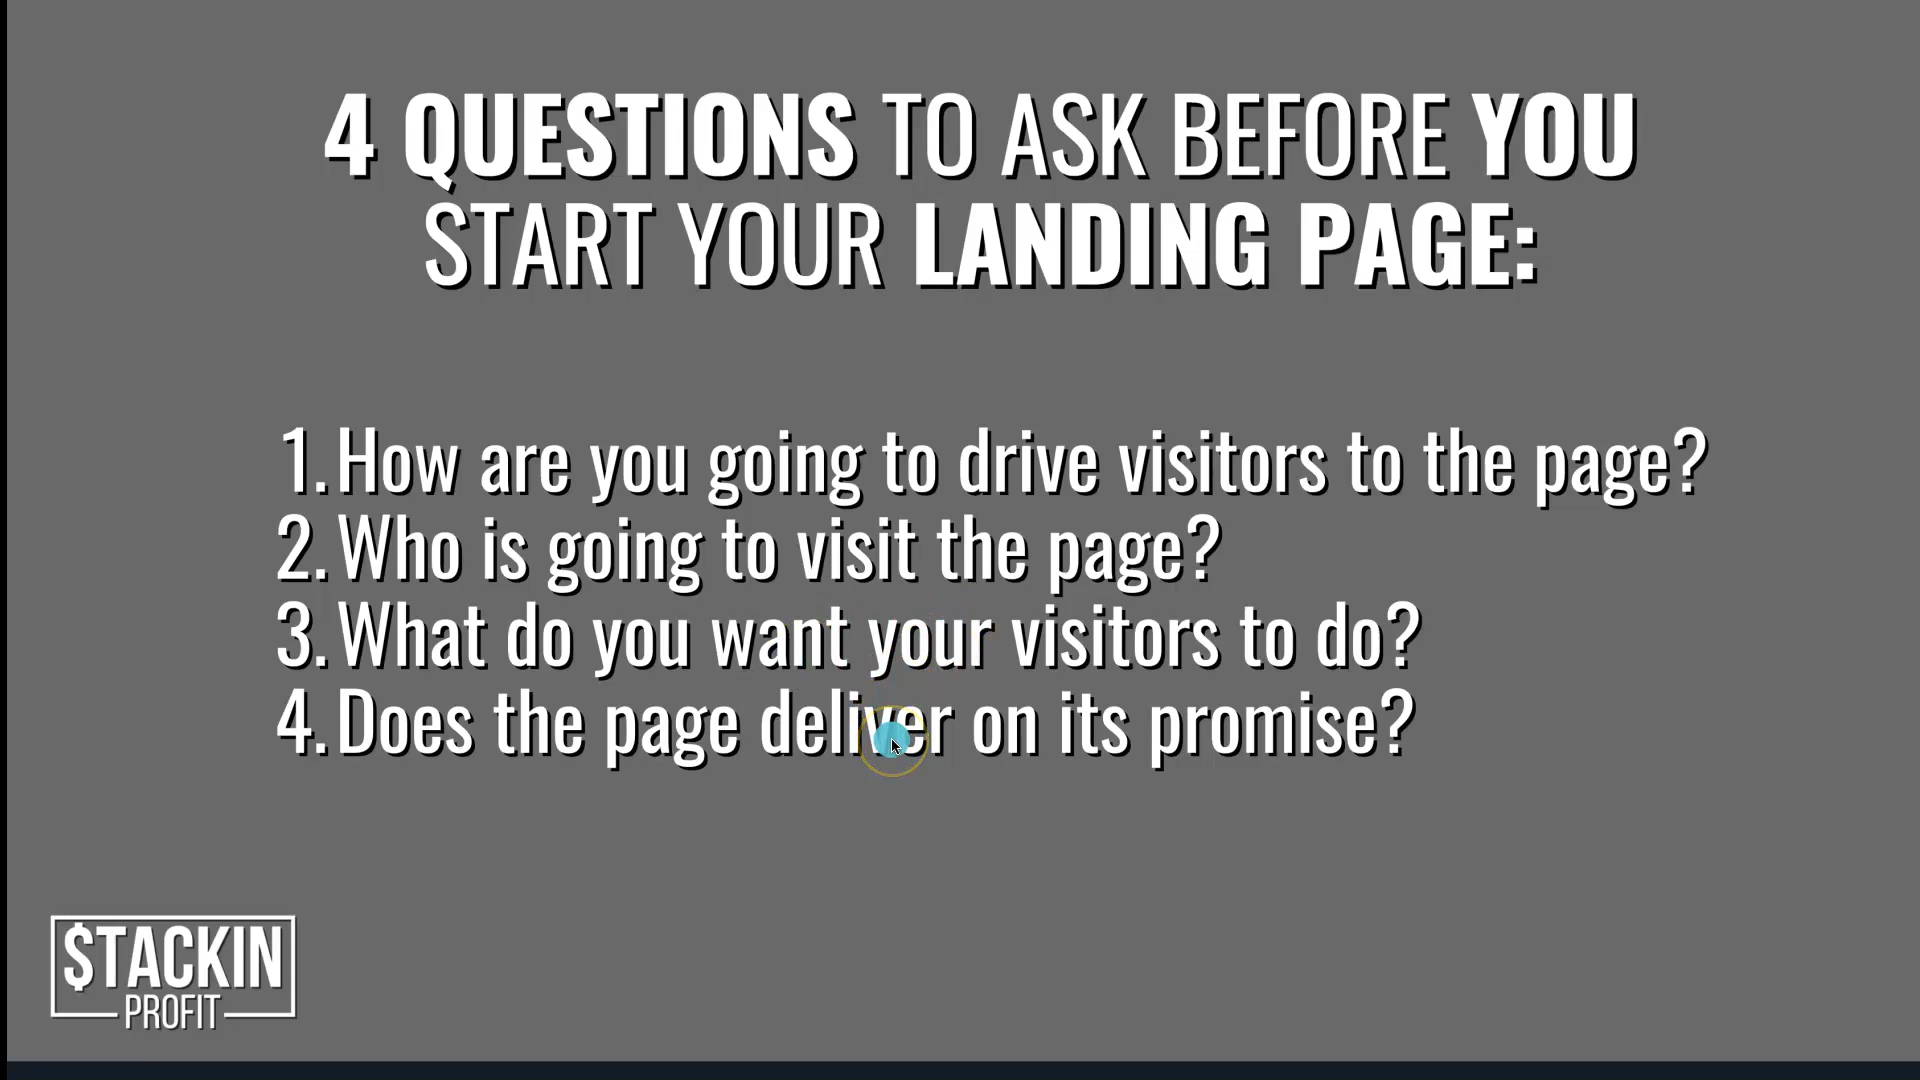 4 QUESTIONS TO ASK BEFORE YOU
START YOUR LANDING PAGE:
1. How are you going to drive visitors to the page?
2. Who is going to visit the page?
3. What do you want your visitors to do?
4. Does the page deliver on its promise?
$TACKIN
PROFIT